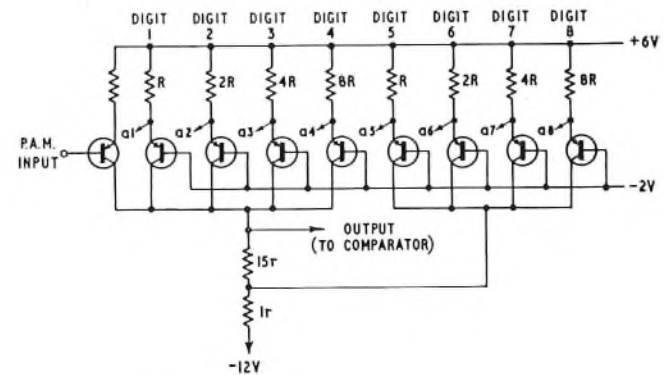 DIGIT DIGIT DIGIT DIGIT DIGIT DIGIT DIGIT DIGIT
1 2 3 4 5 6 7 8
+6V
R 2R 4R 8R R 2R 4R 8R
a1 a2 a3 a4 a5 a6 a7 a8
P.A.M.
INPUT
-2V
OUTPUT
(TO COMPARATOR)
15r
1r
-12V